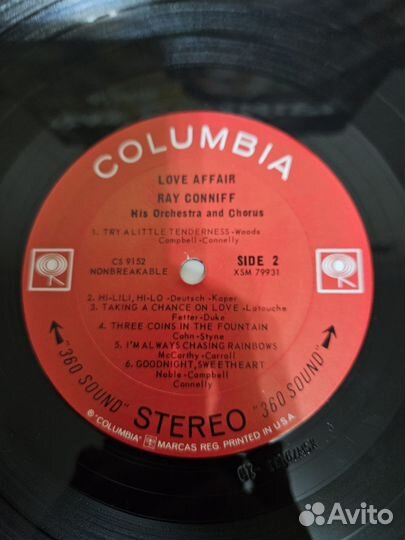 COLUMBIA
LOVE AFFAIR
RAY CONNIFF
His Orchestra and Chorus
1. TRY A LITTLE TENDERNESS-Woods
Campbell-Connelly
CS 9152
NONBREAKABLE
SIDE 2
XSM 79931
2. HI-LILI, HI-LO -Deutsch-Kaper
3. TAKING A CHANCE ON LOVE-Latouche
Fetter-Duke
4. THREE COINS IN THE FOUNTAIN
Cahn-Styne
5. I'M ALWAYS CHASING RAINBOWS
McCarthy-Carroll
6. GOODNIGHT, SWEETHEART
Noble-Campbell
Connelly
"360 SOUND" STEREO "360 SOUND"
® COLUMBIA MARCAS REG. PRINTED IN U.S.A.
Avito